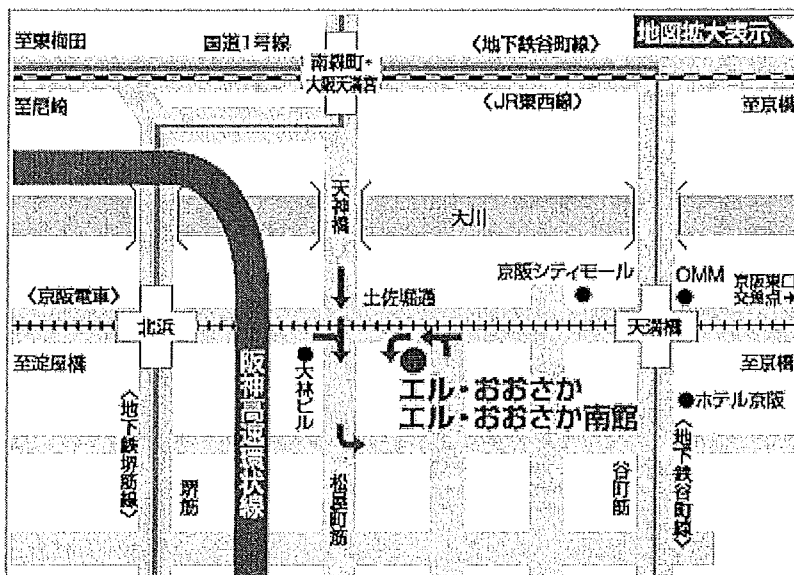 至東梅田
国道1号線
〈地下鉄谷町線〉
地図拡大表示
南森町・
大阪天満宮
至尼崎
〈JR東西線〉
至京橋
天神橋
大川
京阪シティモール
OMM
京阪東口
交差点→
〈京阪電車〉
土佐堀通
北浜
天満橋
至淀屋橋
大林ビル
エル・おおさか
エル・おおさか南館
至京橋
ホテル京阪
阪神高速環状線
〈地下鉄堺筋線〉
堺筋
松屋町筋
谷町筋
〈地下鉄谷町線〉